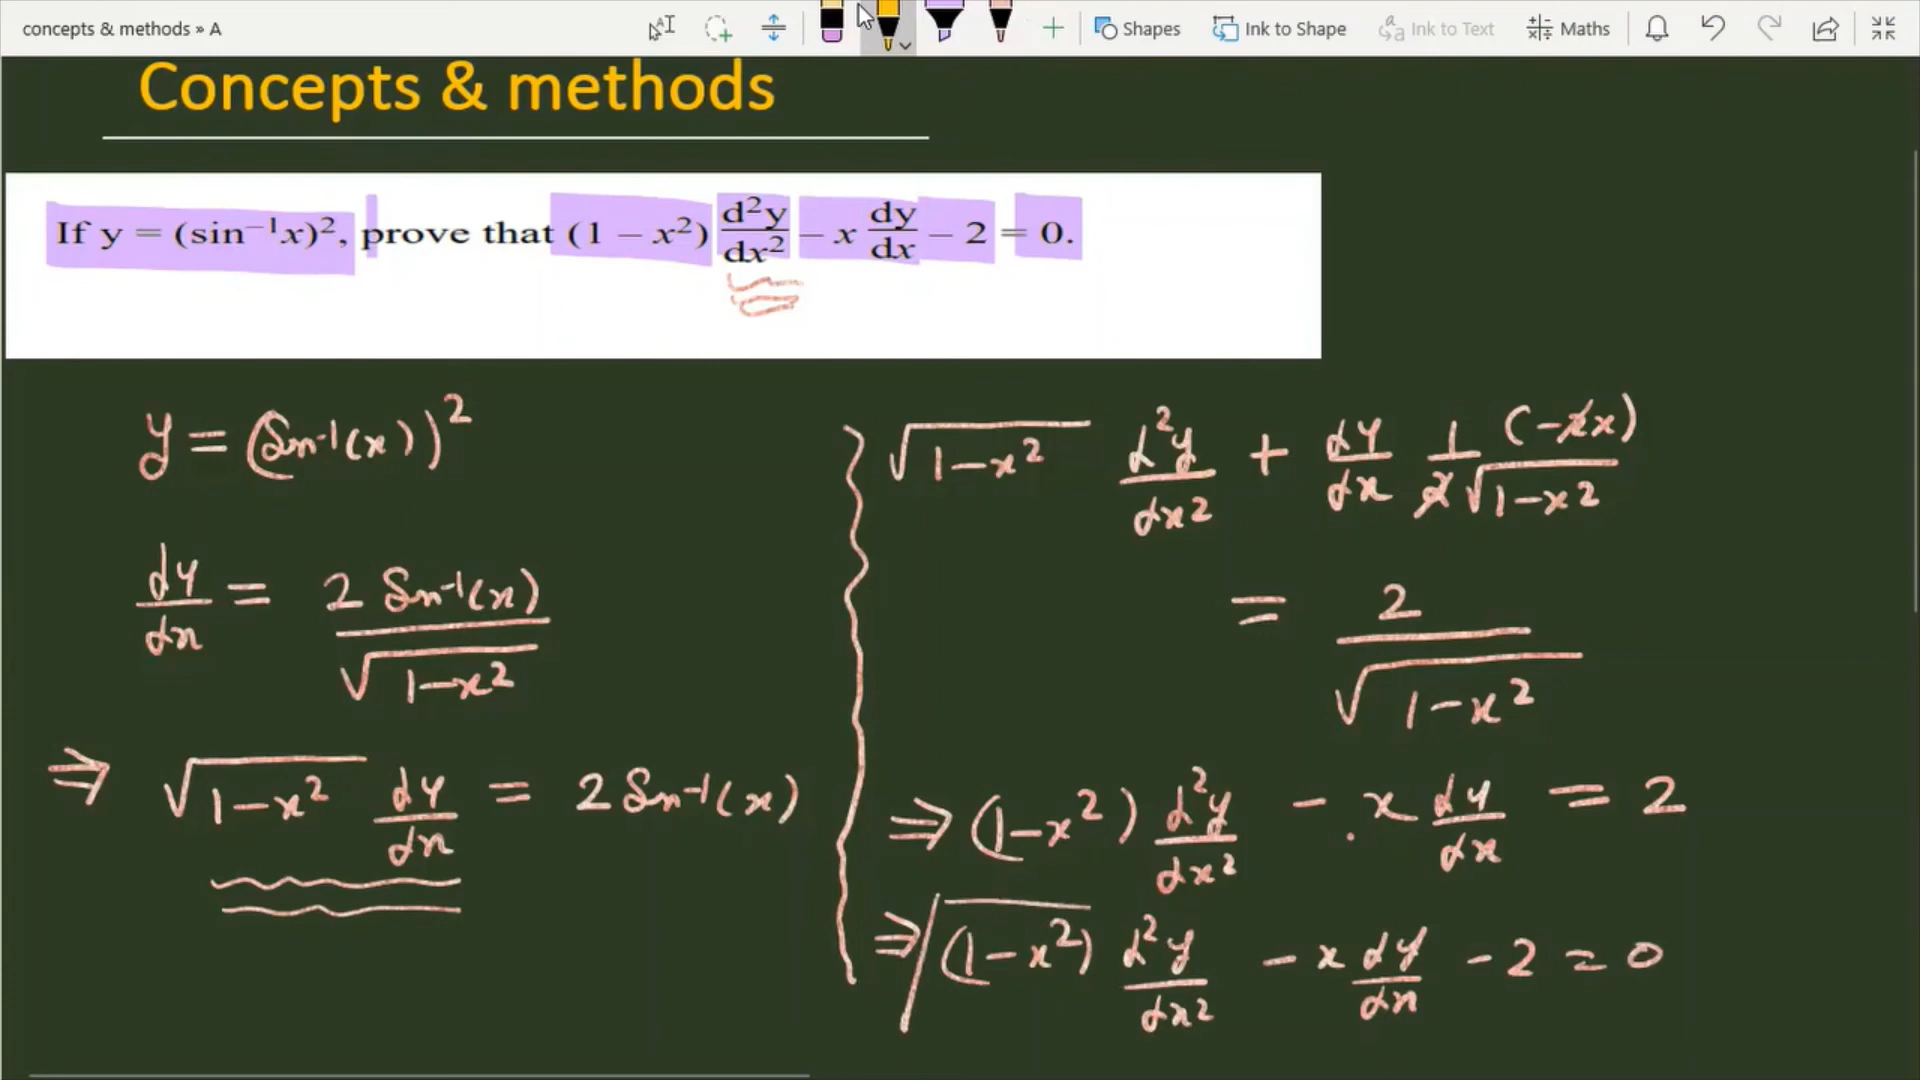 concepts & methods » A
Shapes
Ink to Shape
Ink to Text
Maths
Concepts & methods
If y = (sin⁻¹x)², prove that (1 – x²) d²y/dx² – x dy/dx – 2 = 0.
y = (Sin⁻¹(x))²
dy/dx = 2 Sin⁻¹(x)/√(1-x²)
⇒ √(1-x²) dy/dx = 2 Sin⁻¹(x)
√(1-x²) d²y/dx² + dy/dx 1/(2√(1-x²)) (-2x)
= 2/√(1-x²)
⇒ (1-x²) d²y/dx² - x dy/dx = 2
⇒ (1-x²) d²y/dx² - x dy/dx - 2 = 0